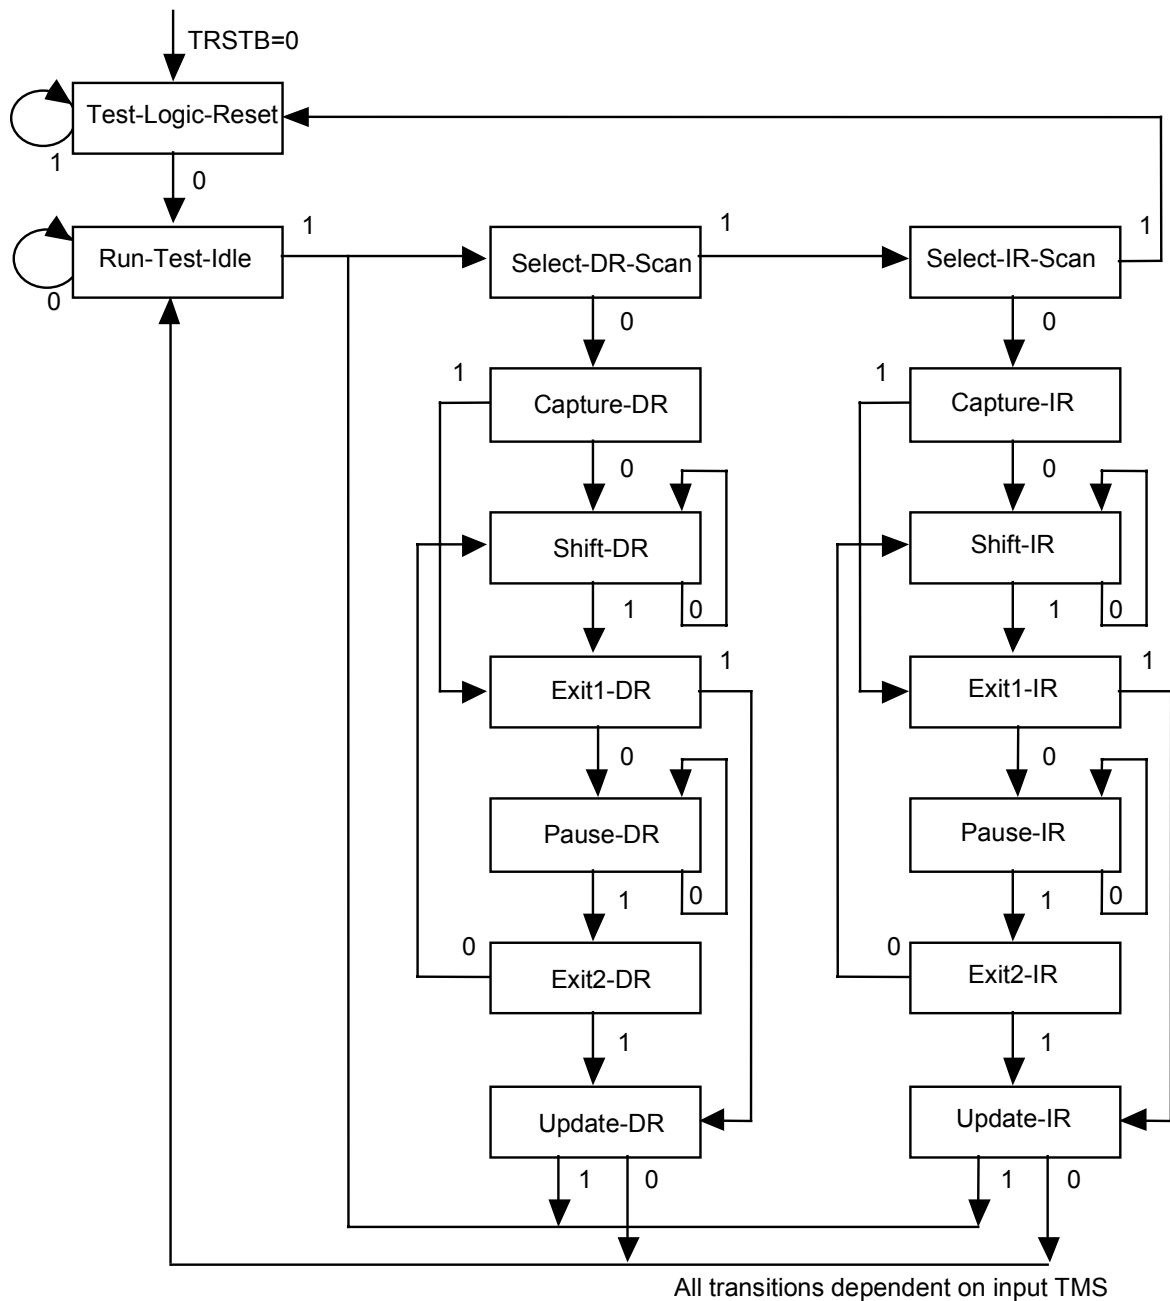 TRSTB=0
Test-Logic-Reset
1
0
1
1
1
Run-Test-Idle
Select-DR-Scan
Select-IR-Scan
0
0
0
1
1
Capture-DR
Capture-IR
0
0
Shift-DR
Shift-IR
1
0
1
0
1
1
Exit1-DR
Exit1-IR
0
0
Pause-DR
Pause-IR
1
0
1
0
0
0
Exit2-DR
Exit2-IR
1
1
Update-DR
Update-IR
1
0
1
0
All transitions dependent on input TMS